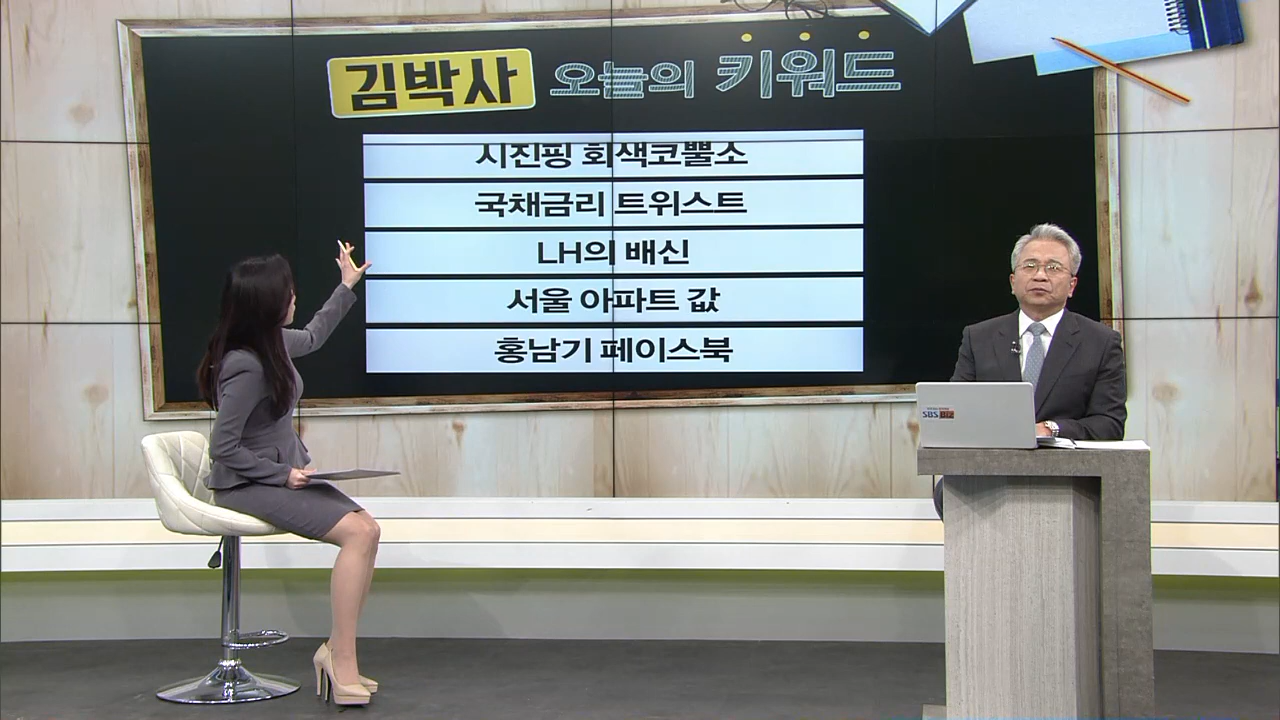 김박사 오늘의 키워드
시진핑 회색코뿔소
국채금리 트위스트
LH의 배신
서울 아파트 값
홍남기 페이스북
SBS Biz